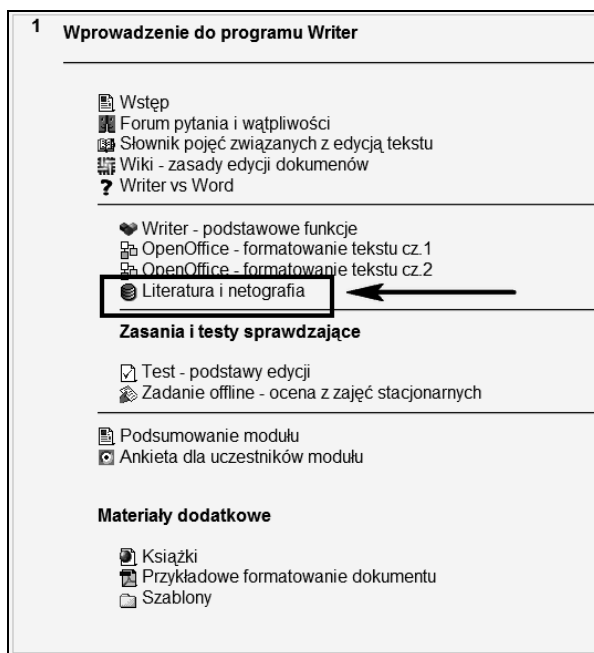 1 Wprowadzenie do programu Writer
Wstęp
Forum pytania i wątpliwości
Słownik pojęć związanych z edycją tekstu
Wiki - zasady edycji dokumenów
Writer vs Word
Writer - podstawowe funkcje
OpenOffice - formatowanie tekstu cz.1
OpenOffice - formatowanie tekstu cz.2
Literatura i netografia
Zasania i testy sprawdzające
Test - podstawy edycji
Zadanie offline - ocena z zajęć stacjonarnych
Podsumowanie modułu
Ankieta dla uczestników modułu
Materiały dodatkowe
Książki
Przykładowe formatowanie dokumentu
Szablony